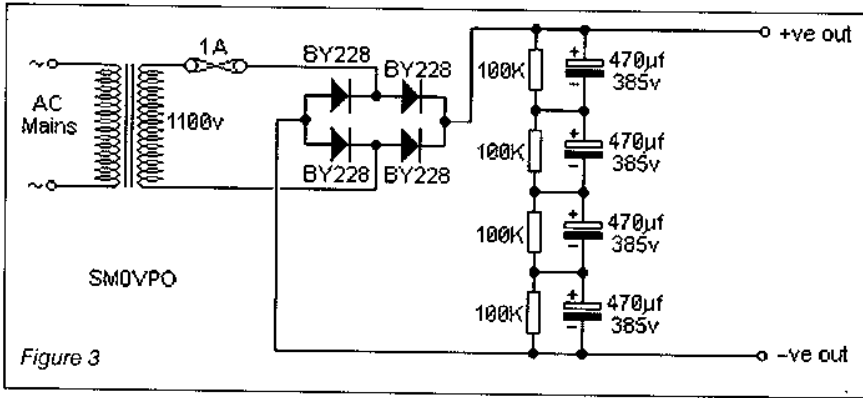 1A
BY228
BY228
~
AC
Mains
1100v
~
BY228
BY228
+ve out
100K
+
470µf
385v
−
100K
+
470µf
385v
−
100K
+
470µf
385v
−
100K
+
470µf
385v
−
-ve out
SM0VPO
Figure 3